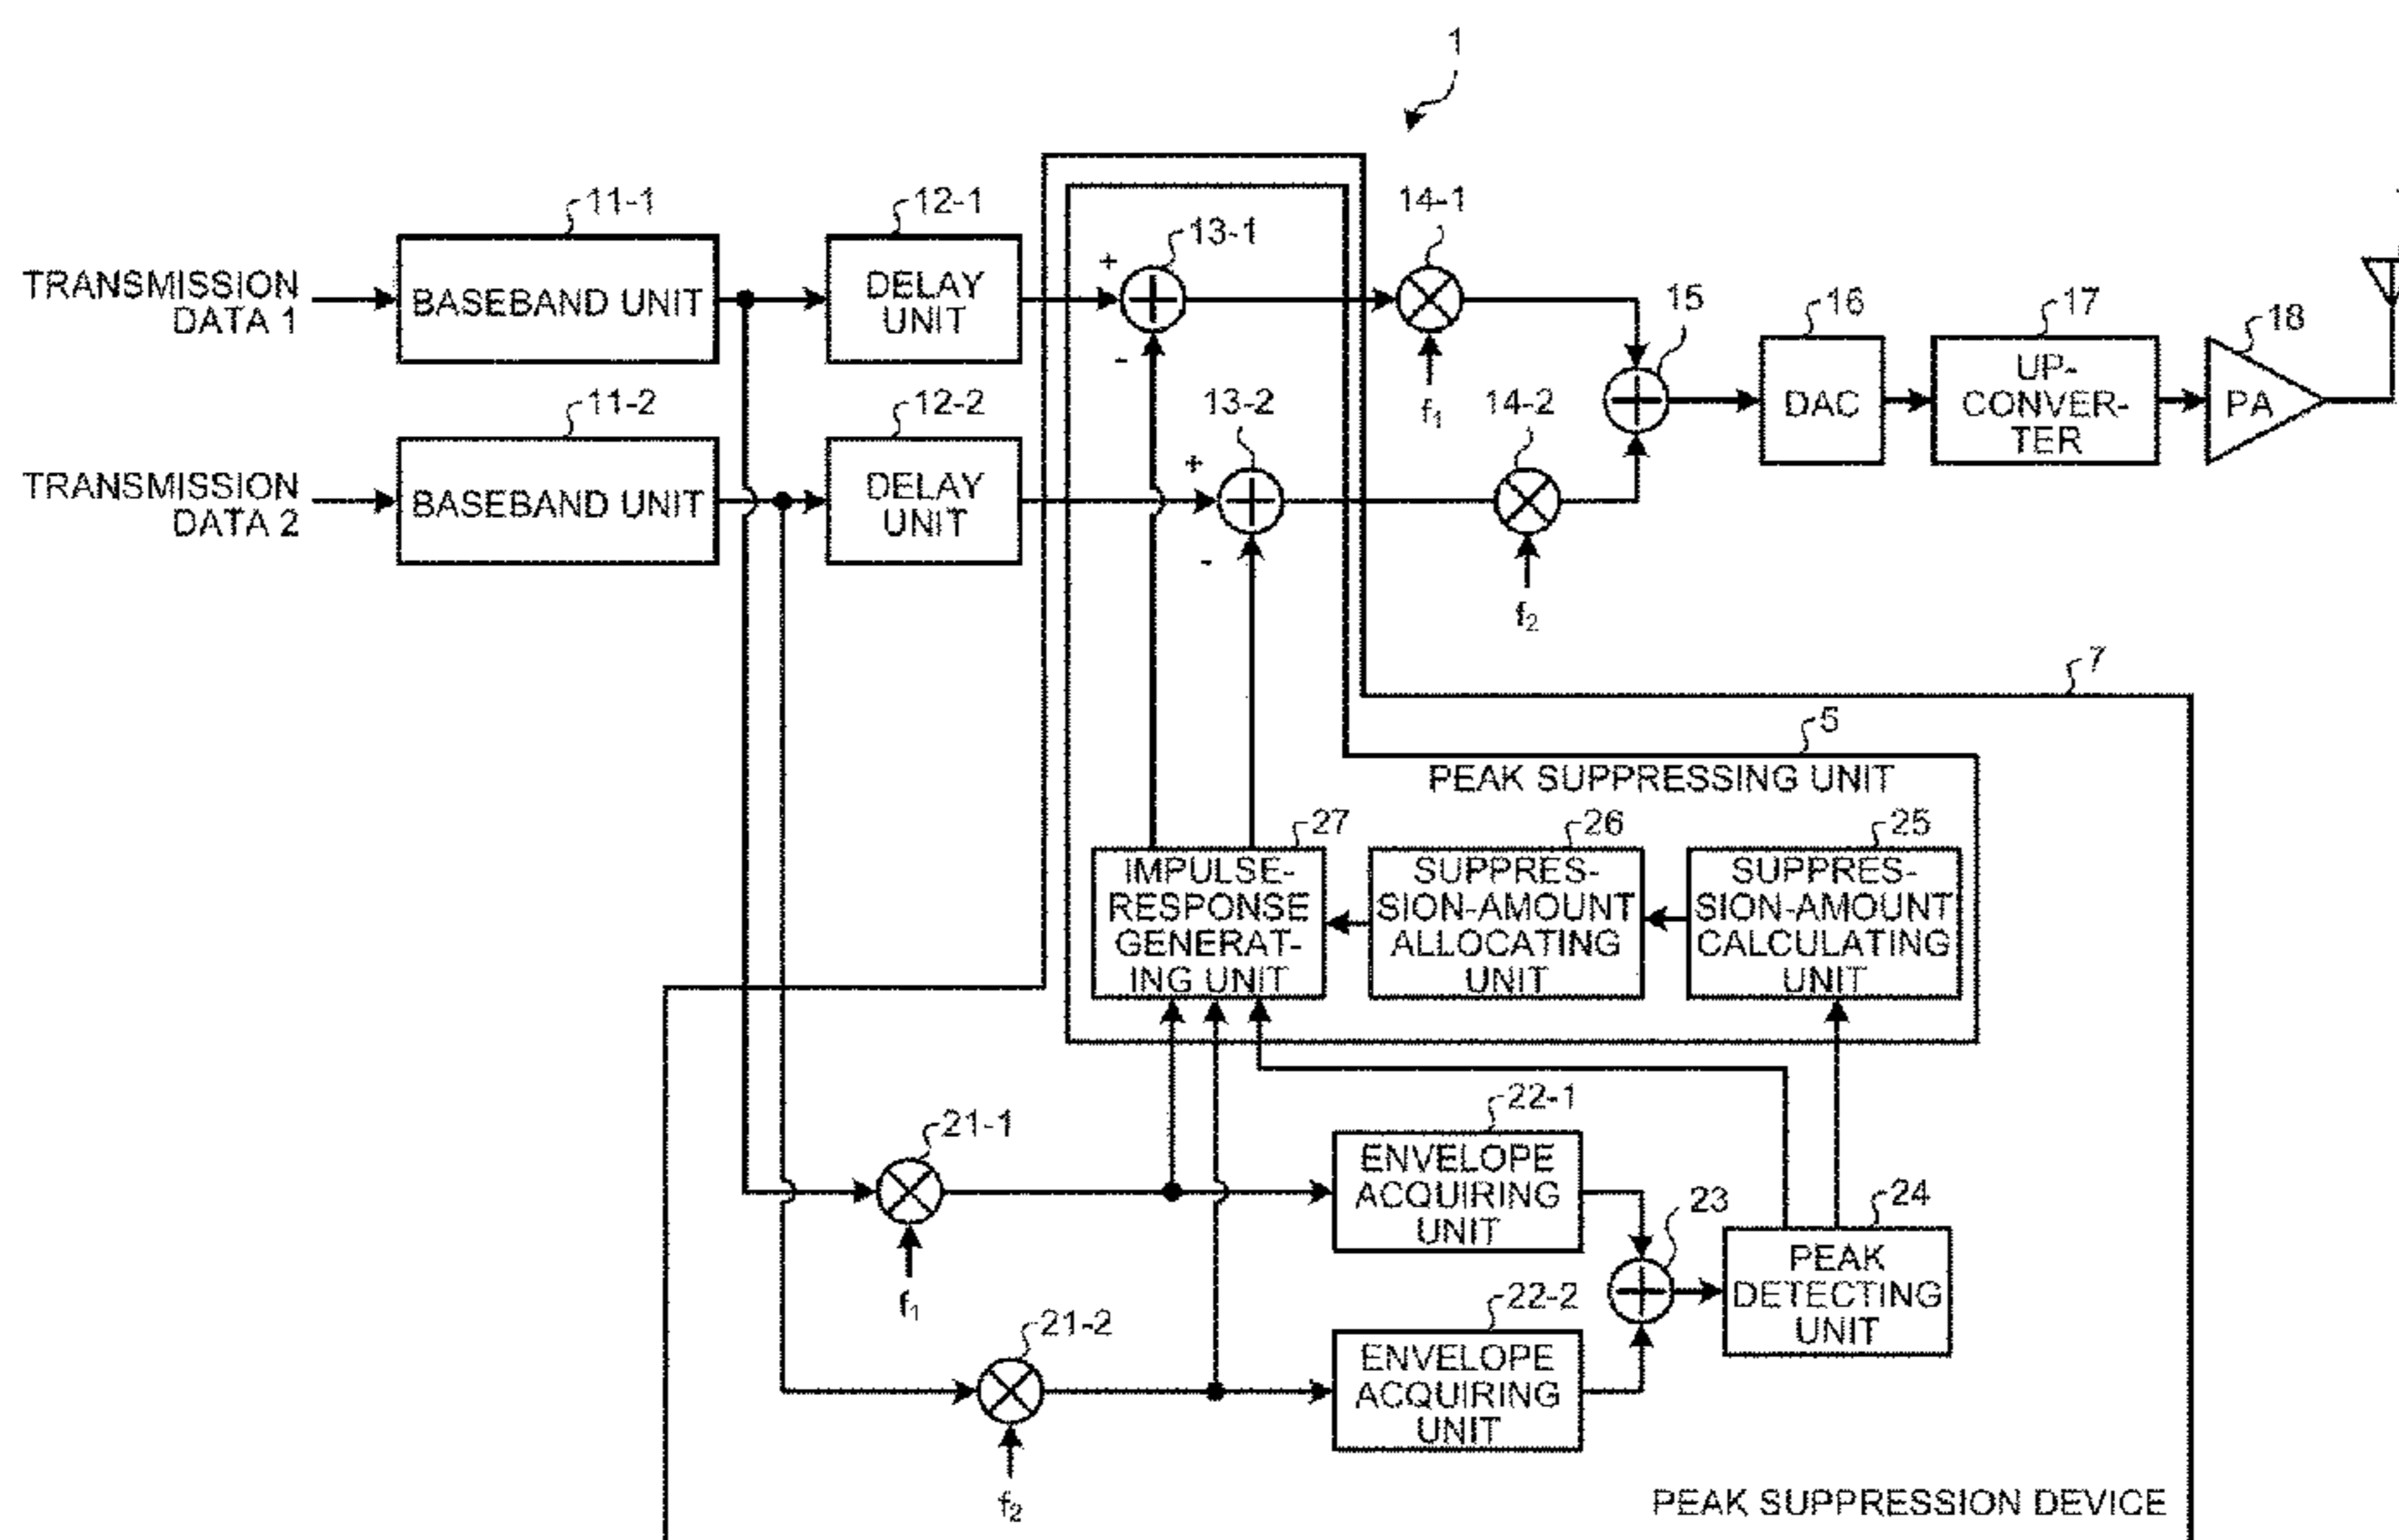 1
11-1
12-1
13-1
14-1
TRANSMISSION
DATA 1
BASEBAND UNIT
DELAY
UNIT
+
-
f1
15
16
17
18
DAC
UP-
CONVER-
TER
PA
11-2
12-2
13-2
14-2
TRANSMISSION
DATA 2
BASEBAND UNIT
DELAY
UNIT
+
-
f2
7
5
PEAK SUPPRESSING UNIT
27
IMPULSE-
RESPONSE
GENERAT-
ING UNIT
26
SUPPRES-
SION-AMOUNT
ALLOCATING
UNIT
25
SUPPRES-
SION-AMOUNT
CALCULATING
UNIT
21-1
f1
22-1
ENVELOPE
ACQUIRING
UNIT
23
24
PEAK
DETECTING
UNIT
21-2
f2
22-2
ENVELOPE
ACQUIRING
UNIT
PEAK SUPPRESSION DEVICE